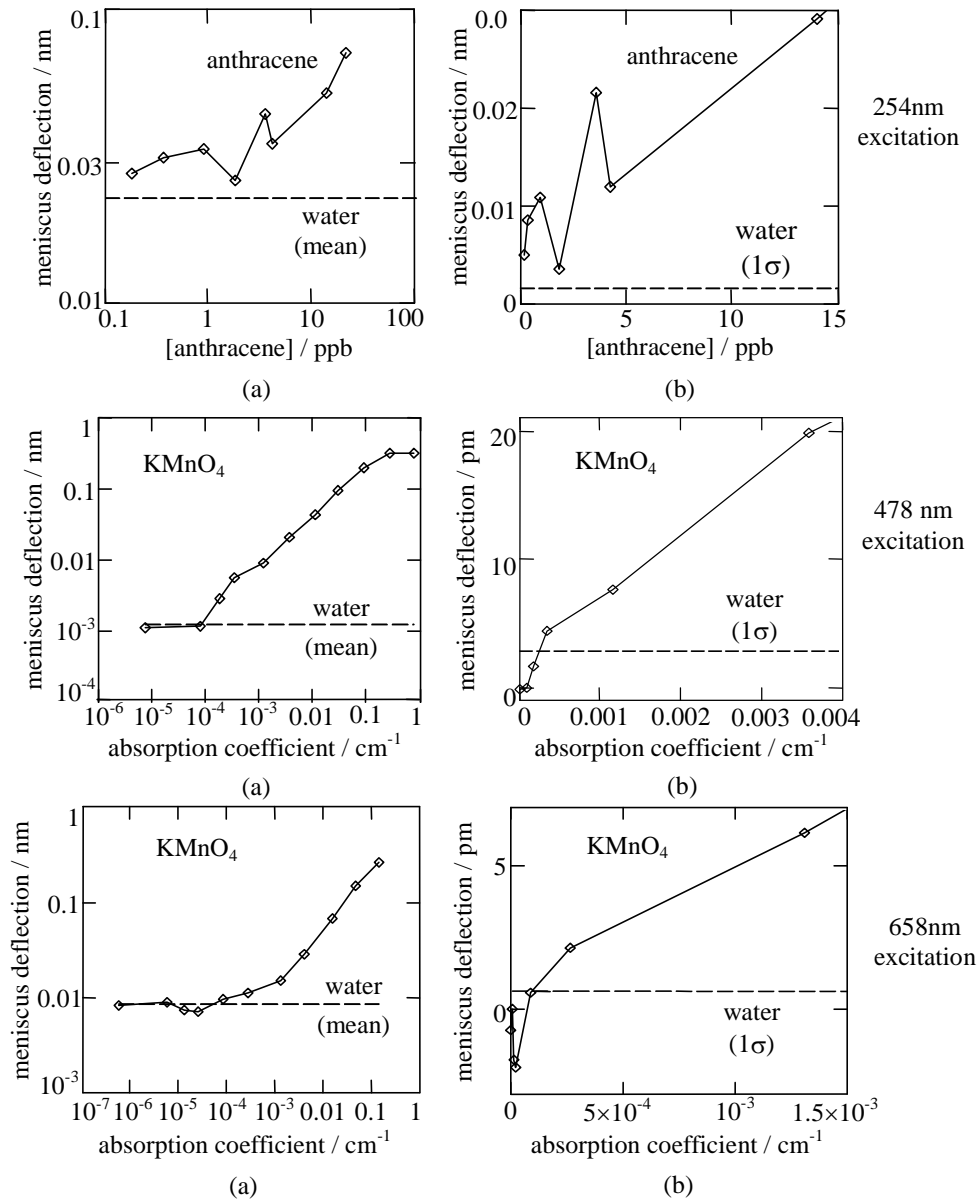 0.1
0.03
0.01
meniscus deflection / nm
anthracene
water
(mean)
0.1
1
10
100
[anthracene] / ppb
(a)
0.0
0.02
0.01
0
meniscus deflection / nm
anthracene
water
(1σ)
0
5
10
15
[anthracene] / ppb
(b)
254nm
excitation
1
0.1
0.01
10⁻³
10⁻⁴
meniscus deflection / nm
KMnO₄
water
(mean)
10⁻⁶
10⁻⁵
10⁻⁴
10⁻³
0.01
0.1
1
absorption coefficient / cm⁻¹
(a)
20
10
0
meniscus deflection / pm
KMnO₄
water
(1σ)
0
0.001
0.002
0.003
0.004
absorption coefficient / cm⁻¹
(b)
478 nm
excitation
1
0.1
0.01
10⁻³
meniscus deflection / nm
KMnO₄
water
(mean)
10⁻⁷
10⁻⁶
10⁻⁵
10⁻⁴
10⁻³
0.01
0.1
1
absorption coefficient / cm⁻¹
(a)
5
0
meniscus deflection / pm
KMnO₄
water
(1σ)
0
5×10⁻⁴
10⁻³
1.5×10⁻³
absorption coefficient / cm⁻¹
(b)
658nm
excitation